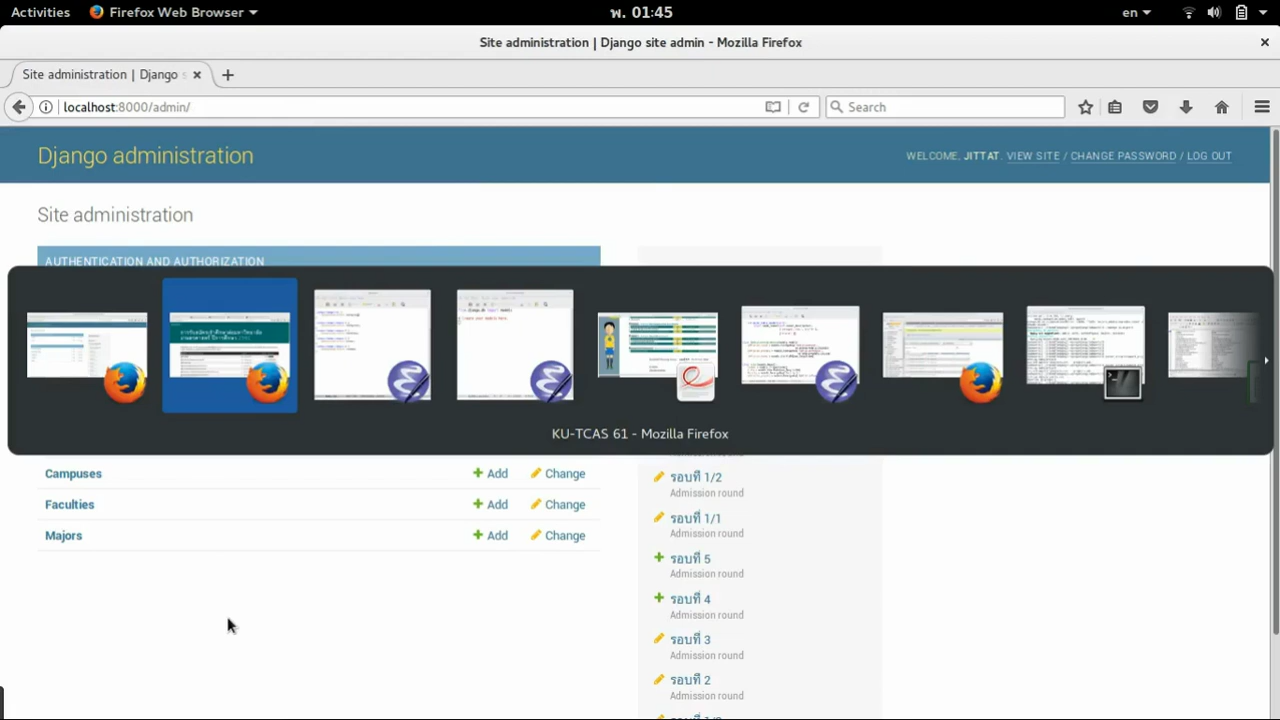 Activities Firefox Web Browser พ. 01:45 en
Site administration | Django site admin - Mozilla Firefox
Site administration | Django
localhost:8000/admin/ Search
Django administration WELCOME, JITTAT. VIEW SITE / CHANGE PASSWORD / LOG OUT
Site administration
AUTHENTICATION AND AUTHORIZATION
KU-TCAS 61 - Mozilla Firefox
Campuses Add Change
Faculties Add Change
Majors Add Change
รอบที่ 1/2
Admission round
รอบที่ 1/1
Admission round
รอบที่ 5
Admission round
รอบที่ 4
Admission round
รอบที่ 3
Admission round
รอบที่ 2
Admission round